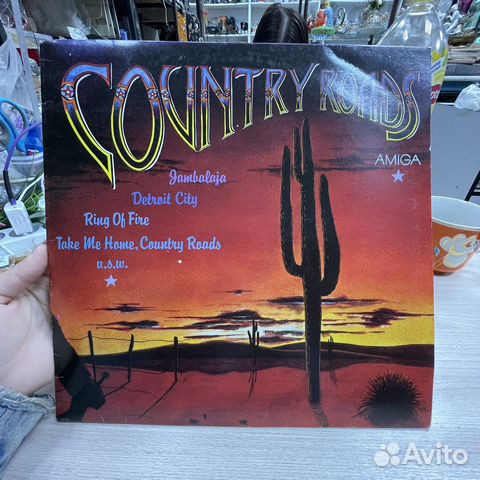 COUNTRY ROADS
AMIGA
Jambalaja
Detroit City
Ring Of Fire
Take Me Home, Country Roads
u.s.w.
Avito